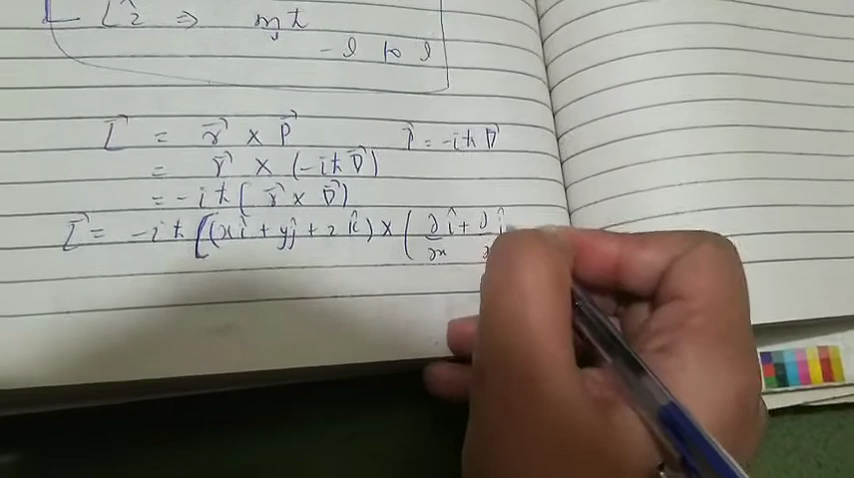 L̂z ⇒ mℏ
-l to l
L⃗ = r⃗ × P⃗ P⃗ = -iℏ∇⃗
= r⃗ × (-iℏ∇⃗)
= -iℏ( r⃗ × ∇⃗)
L⃗ = -iℏ[(xî + yĵ + zk̂) × ( ∂/∂x î + ∂